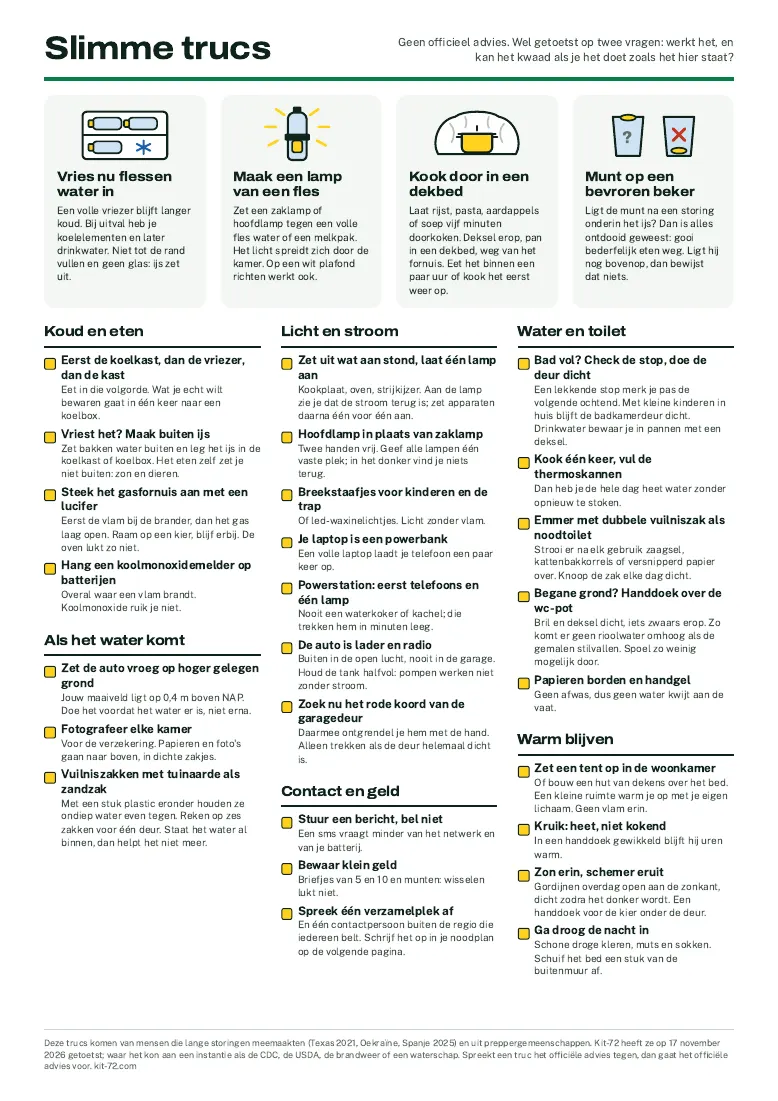 Slimme trucs
Geen officieel advies. Wel getoetst op twee vragen: werkt het, en
kan het kwaad als je het doet zoals het hier staat?
Vries nu flessen
water in
Een volle vriezer blijft langer
koud. Bij uitval heb je
koelelementen en later
drinkwater. Niet tot de rand
vullen en geen glas: ijs zet
uit.
Maak een lamp
van een fles
Zet een zaklamp of
hoofdlamp tegen een volle
fles water of een melkpak.
Het licht spreidt zich door de
kamer. Op een wit plafond
richten werkt ook.
Kook door in een
dekbed
Laat rijst, pasta, aardappels
of soep vijf minuten
doorkoken. Deksel erop, pan
in een dekbed, weg van het
fornuis. Eet het binnen een
paar uur of kook het eerst
weer op.
?
Munt op een
bevroren beker
Ligt de munt na een storing
onderin het ijs? Dan is alles
ontdooid geweest: gooi
bederfelijk eten weg. Ligt hij
nog bovenop, dan bewijst
dat niets.
Koud en eten
Eerst de koelkast, dan de vriezer,
dan de kast
Eet in die volgorde. Wat je echt wilt
bewaren gaat in één keer naar een
koelbox.
Vriest het? Maak buiten ijs
Zet bakken water buiten en leg het ijs in de
koelkast of koelbox. Het eten zelf zet je
niet buiten: zon en dieren.
Steek het gasfornuis aan met een
lucifer
Eerst de vlam bij de brander, dan het gas
laag open. Raam op een kier, blijf erbij. De
oven lukt zo niet.
Hang een koolmonoxidemelder op
batterijen
Overal waar een vlam brandt.
Koolmonoxide ruik je niet.
Als het water komt
Zet de auto vroeg op hoger gelegen
grond
Jouw maaiveld ligt op 0,4 m boven NAP.
Doe het voordat het water er is, niet erna.
Fotografeer elke kamer
Voor de verzekering. Papieren en foto's
gaan naar boven, in dichte zakjes.
Vuilniszakken met tuinaarde als
zandzak
Met een stuk plastic eronder houden ze
ondiep water even tegen. Reken op zes
zakken voor één deur. Staat het water al
binnen, dan helpt het niet meer.
Licht en stroom
Zet uit wat aan stond, laat één lamp
aan
Kookplaat, oven, strijkijzer. Aan de lamp
zie je dat de stroom terug is; zet apparaten
daarna één voor één aan.
Hoofdlamp in plaats van zaklamp
Twee handen vrij. Geef alle lampen één
vaste plek; in het donker vind je niets
terug.
Breekstaafjes voor kinderen en de
trap
Of led-waxinelichtjes. Licht zonder vlam.
Je laptop is een powerbank
Een volle laptop laadt je telefoon een paar
keer op.
Powerstation: eerst telefoons en
één lamp
Nooit een waterkoker of kachel; die
trekken hem in minuten leeg.
De auto is lader en radio
Buiten in de open lucht, nooit in de garage.
Houd de tank halfvol: pompen werken niet
zonder stroom.
Zoek nu het rode koord van de
garagedeur
Daarmee ontgrendel je hem met de hand.
Alleen trekken als de deur helemaal dicht
is.
Contact en geld
Stuur een bericht, bel niet
Een sms vraagt minder van het netwerk en
van je batterij.
Bewaar klein geld
Briefjes van 5 en 10 en munten: wisselen
lukt niet.
Spreek één verzamelplek af
En één contactpersoon buiten de regio die
iedereen belt. Schrijf het op in je noodplan
op de volgende pagina.
Water en toilet
Bad vol? Check de stop, doe de
deur dicht
Een lekkende stop merk je pas de
volgende ochtend. Met kleine kinderen in
huis blijft de badkamerdeur dicht.
Drinkwater bewaar je in pannen met een
deksel.
Kook één keer, vul de
thermoskannen
Dan heb je de hele dag heet water zonder
opnieuw te stoken.
Emmer met dubbele vuilniszak als
noodtoilet
Strooi er na elk gebruik zaagsel,
kattenbakkorrels of versnipperd papier
over. Knoop de zak elke dag dicht.
Begane grond? Handdoek over de
wc-pot
Bril en deksel dicht, iets zwaars erop. Zo
komt er geen rioolwater omhoog als de
gemalen stilvallen. Spoel zo weinig
mogelijk door.
Papieren borden en handgel
Geen afwas, dus geen water kwijt aan de
vaat.
Warm blijven
Zet een tent op in de woonkamer
Of bouw een hut van dekens over het bed.
Een kleine ruimte warm je op met je eigen
lichaam. Geen vlam erin.
Kruik: heet, niet kokend
In een handdoek gewikkeld blijft hij uren
warm.
Zon erin, schemer eruit
Gordijnen overdag open aan de zonkant,
dicht zodra het donker wordt. Een
handdoek voor de kier onder de deur.
Ga droog de nacht in
Schone droge kleren, muts en sokken.
Schuif het bed een stuk van de
buitenmuur af.
Deze trucs komen van mensen die lange storingen meemaakten (Texas 2021, Oekraïne, Spanje 2025) en uit preppergemeenschappen. Kit-72 heeft ze op 17 november
2026 getoetst; waar het kon aan een instantie als de CDC, de USDA, de brandweer of een waterschap. Spreekt een truc het officiële advies tegen, dan gaat het officiële
advies voor. kit-72.com